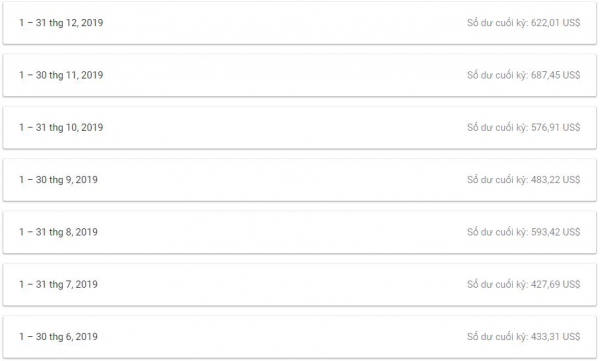 1 – 31 thg 12, 2019 Số dư cuối kỳ: 622,01 US$
1 – 30 thg 11, 2019 Số dư cuối kỳ: 687,45 US$
1 – 31 thg 10, 2019 Số dư cuối kỳ: 576,91 US$
1 – 30 thg 9, 2019 Số dư cuối kỳ: 483,22 US$
1 – 31 thg 8, 2019 Số dư cuối kỳ: 593,42 US$
1 – 31 thg 7, 2019 Số dư cuối kỳ: 427,69 US$
1 – 30 thg 6, 2019 Số dư cuối kỳ: 433,31 US$